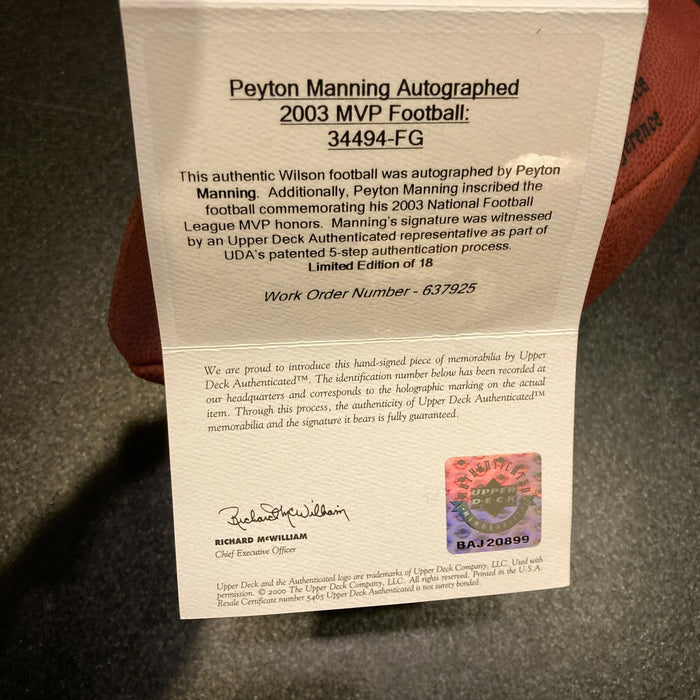 Peyton Manning Autographed
2003 MVP Football:
34494-FG
This authentic Wilson football was autographed by Peyton
Manning. Additionally, Peyton Manning inscribed the
football commemorating his 2003 National Football
League MVP honors. Manning's signature was witnessed
by an Upper Deck Authenticated representative as part of
UDA's patented 5-step authentication process.
Limited Edition of 18
Work Order Number - 637925
We are proud to introduce this hand-signed piece of memorabilia by Upper
Deck Authenticated™. The identification number below has been recorded at
our headquarters and corresponds to the holographic marking on the actual
item. Through this process, the authenticity of Upper Deck Authenticated™
memorabilia and the signature it bears is fully guaranteed.
Richard McWilliam
RICHARD McWILLIAM
Chief Executive Officer
AUTHENTICATED
UPPER
DECK
BAJ20899
Upper Deck and the Authenticated logo are trademarks of Upper Deck Company, LLC. Used with
permission. © 2000 The Upper Deck Company, LLC. All rights reserved. Printed in the U.S.A.
Resale Certificate number 5465 Upper Deck Authenticated is not surety bonded.